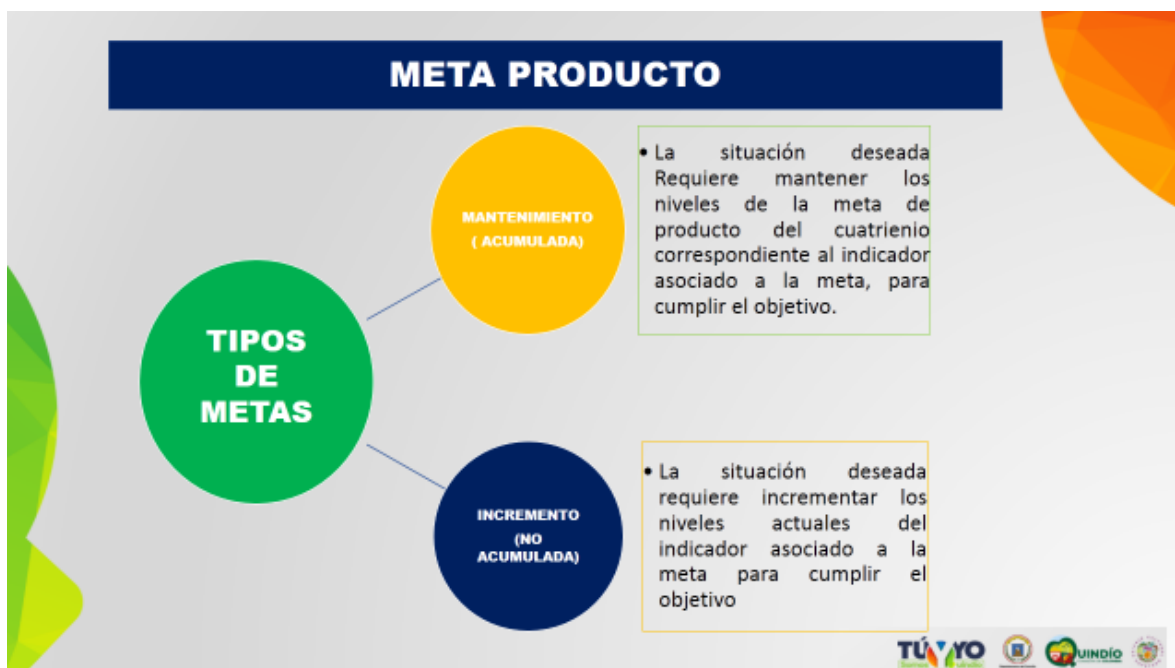 META PRODUCTO
MANTENIMIENTO
( ACUMULADA)
• La situación deseada
Requiere mantener los
niveles de la meta de
producto del cuatrienio
correspondiente al indicador
asociado a la meta, para
cumplir el objetivo.
TIPOS
DE
METAS
INCREMENTO
(NO
ACUMULADA)
• La situación deseada
requiere incrementar los
niveles actuales del
indicador asociado a la
meta para cumplir el
objetivo
TÚ Y YO
QUINDÍO